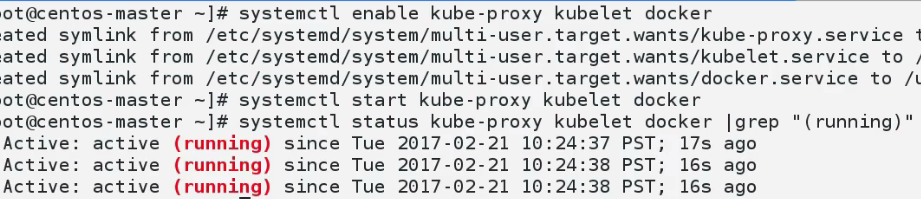 ot@centos-master ~]# systemctl enable kube-proxy kubelet docker
eated symlink from /etc/systemd/system/multi-user.target.wants/kube-proxy.service t
eated symlink from /etc/systemd/system/multi-user.target.wants/kubelet.service to /
eated symlink from /etc/systemd/system/multi-user.target.wants/docker.service to /u
ot@centos-master ~]# systemctl start kube-proxy kubelet docker
ot@centos-master ~]# systemctl status kube-proxy kubelet docker |grep "(running)"
Active: active (running) since Tue 2017-02-21 10:24:37 PST; 17s ago
Active: active (running) since Tue 2017-02-21 10:24:38 PST; 16s ago
Active: active (running) since Tue 2017-02-21 10:24:38 PST; 16s ago